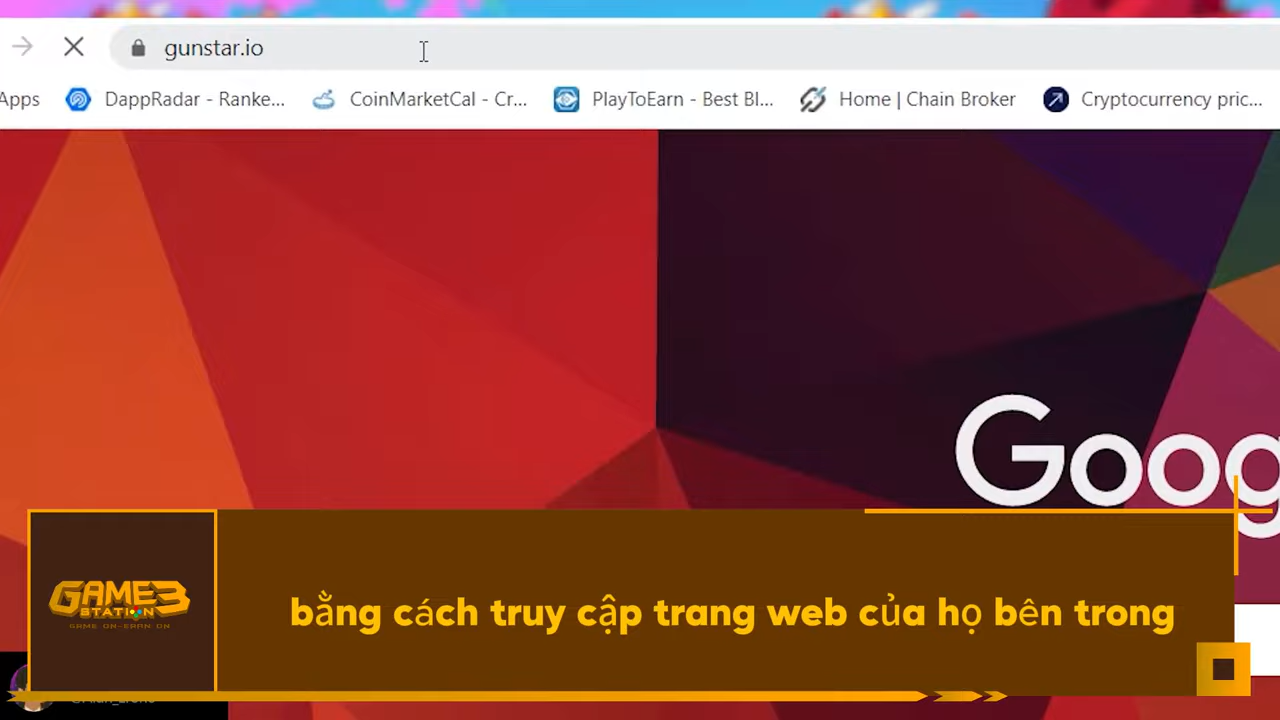 gunstar.io
Apps DappRadar - Ranke... CoinMarketCal - Cr... PlayToEarn - Best Bl... Home | Chain Broker Cryptocurrency pric...
Goog
GAME3
STATION
GAME ON-EARN ON
bằng cách truy cập trang web của họ bên trong